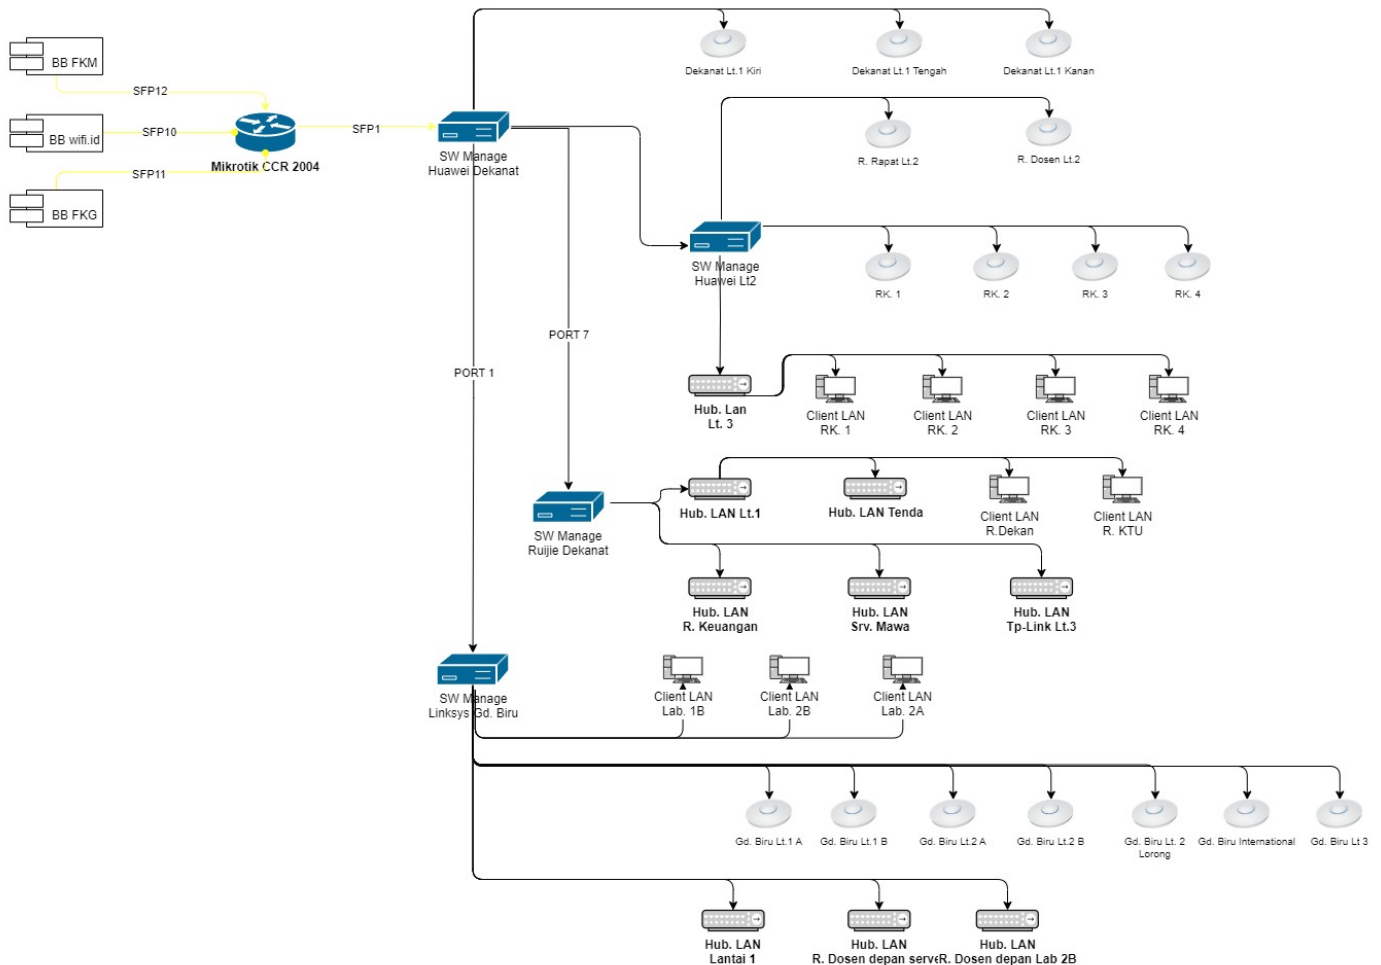 Dekanat Lt.1 Kiri
Dekanat Lt.1 Tengah
Dekanat Lt.1 Kanan
BB FKM
SFP12
BB wifi.id
SFP10
SFP1
Mikrotik CCR 2004
SFP11
BB FKG
SW Manage
Huawei Dekanat
R. Rapat Lt.2
R. Dosen Lt.2
SW Manage
Huawei Lt2
RK. 1
RK. 2
RK. 3
RK. 4
PORT 7
PORT 1
Hub. Lan
Lt. 3
Client LAN
RK. 1
Client LAN
RK. 2
Client LAN
RK. 3
Client LAN
RK. 4
Hub. LAN Lt.1
Hub. LAN Tenda
Client LAN
R.Dekan
Client LAN
R. KTU
SW Manage
Ruijie Dekanat
Hub. LAN
R. Keuangan
Hub. LAN
Srv. Mawa
Hub. LAN
Tp-Link Lt.3
SW Manage
Linksys Gd. Biru
Client LAN
Lab. 1B
Client LAN
Lab. 2B
Client LAN
Lab. 2A
Gd. Biru Lt.1 A
Gd. Biru Lt.1 B
Gd. Biru Lt.2 A
Gd. Biru Lt.2 B
Gd. Biru Lt. 2
Lorong
Gd. Biru International
Gd. Biru Lt 3
Hub. LAN
Lantai 1
Hub. LAN
R. Dosen depan
Hub. LAN
R. Dosen depan Lab 2B